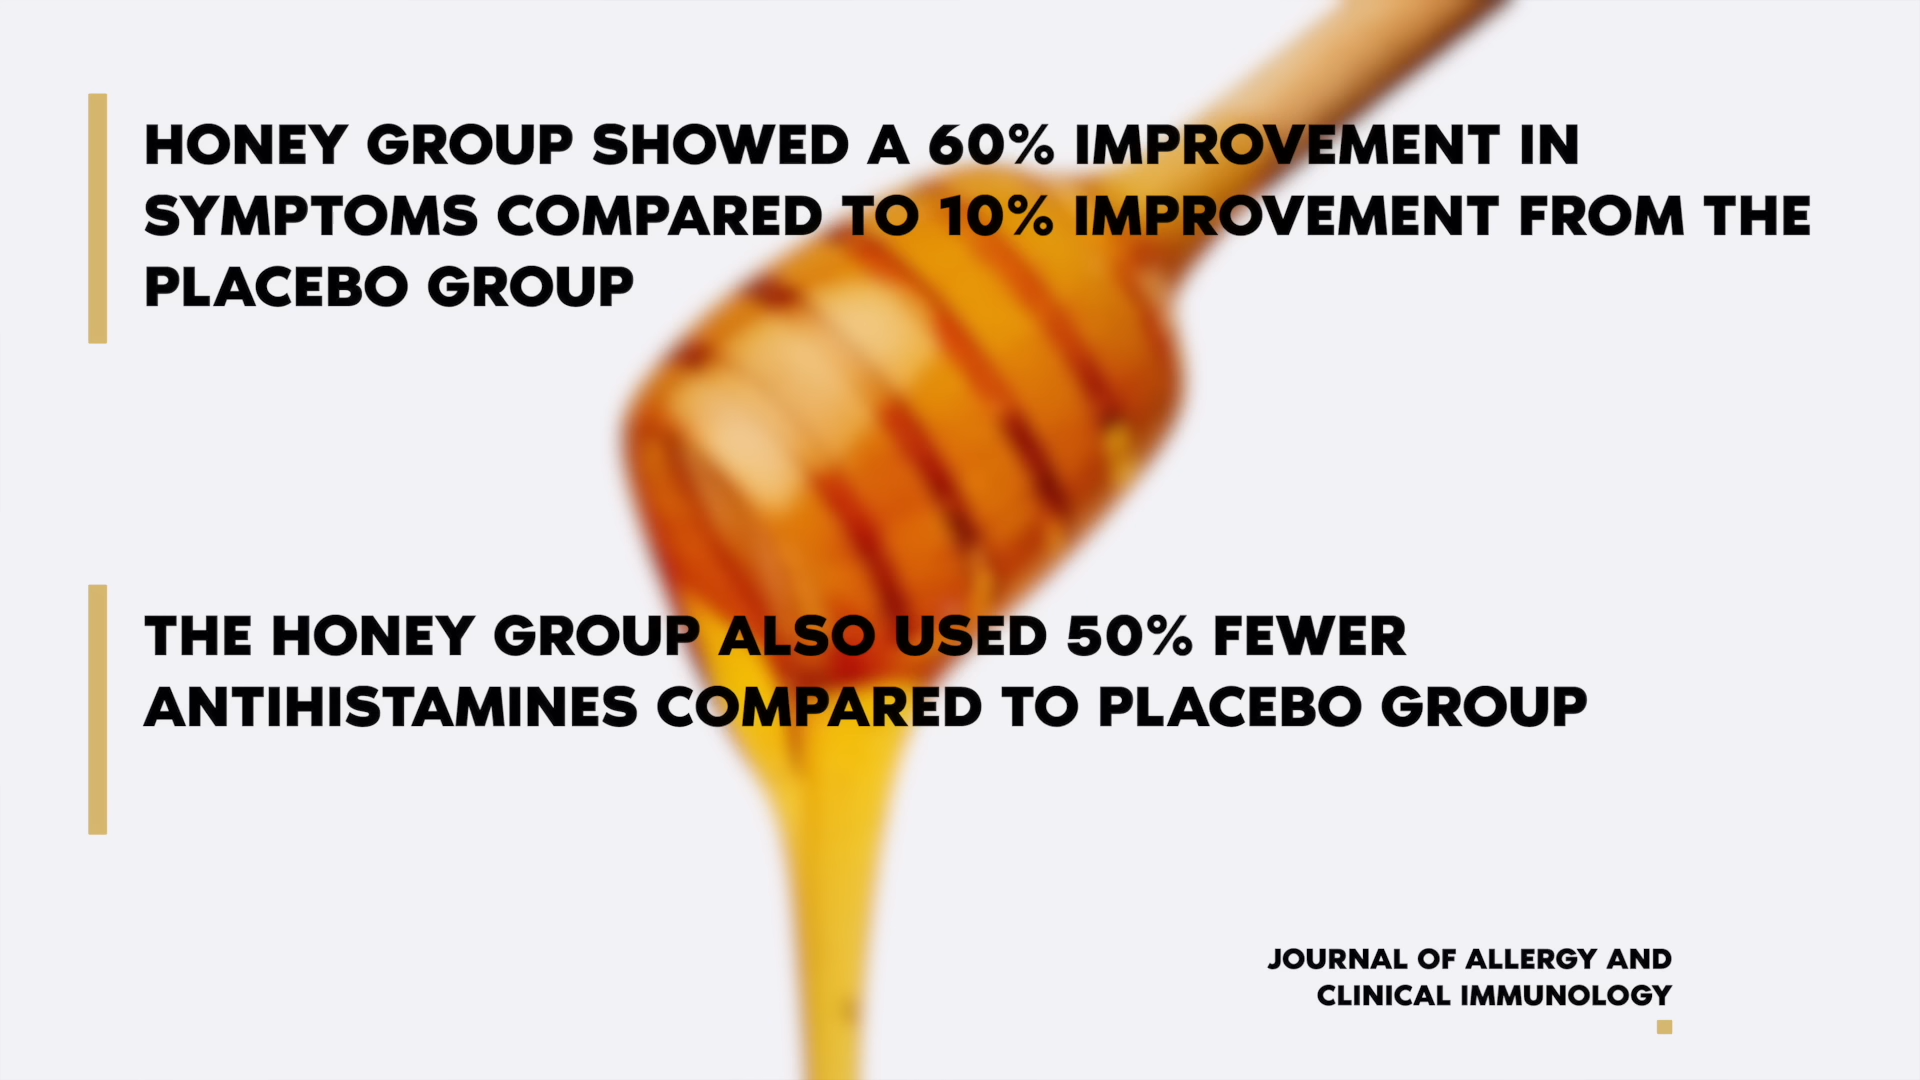 HONEY GROUP SHOWED A 60% IMPROVEMENT IN
SYMPTOMS COMPARED TO 10% IMPROVEMENT FROM THE
PLACEBO GROUP
THE HONEY GROUP ALSO USED 50% FEWER
ANTIHISTAMINES COMPARED TO PLACEBO GROUP
JOURNAL OF ALLERGY AND
CLINICAL IMMUNOLOGY